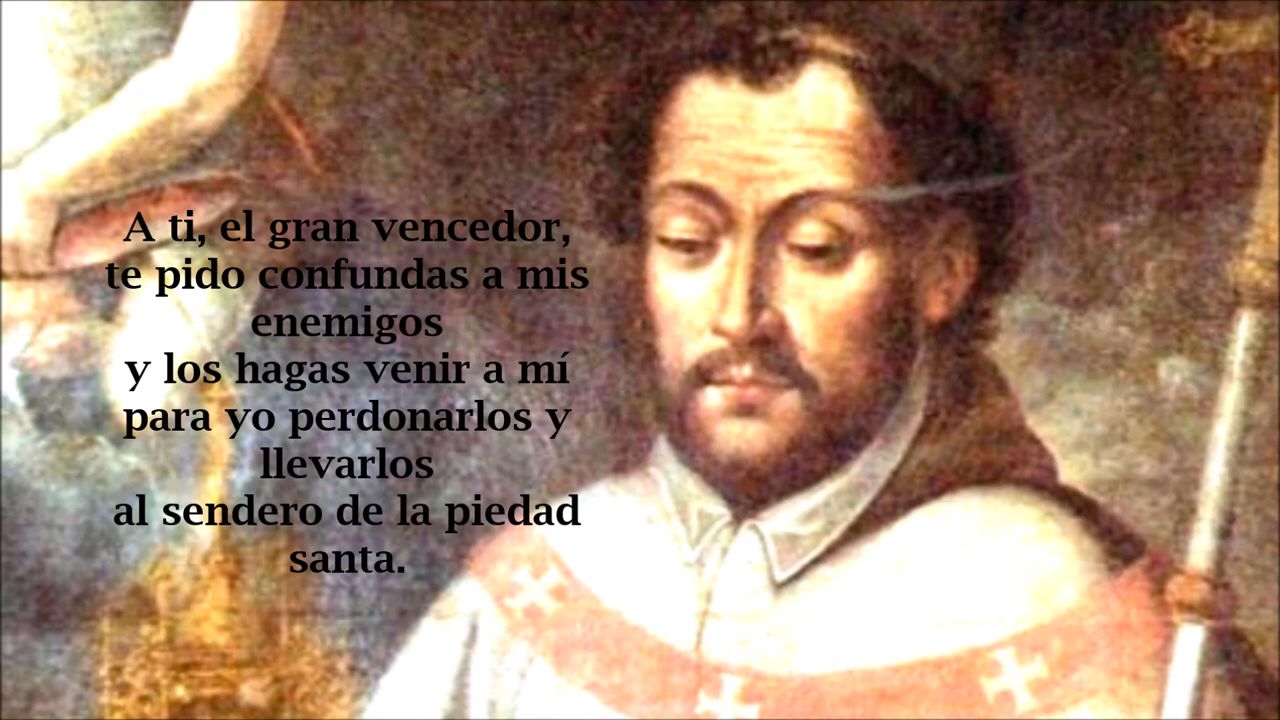 A ti, el gran vencedor,
te pido confundas a mis
enemigos
y los hagas venir a mí
para yo perdonarlos y
llevarlos
al sendero de la piedad
santa.